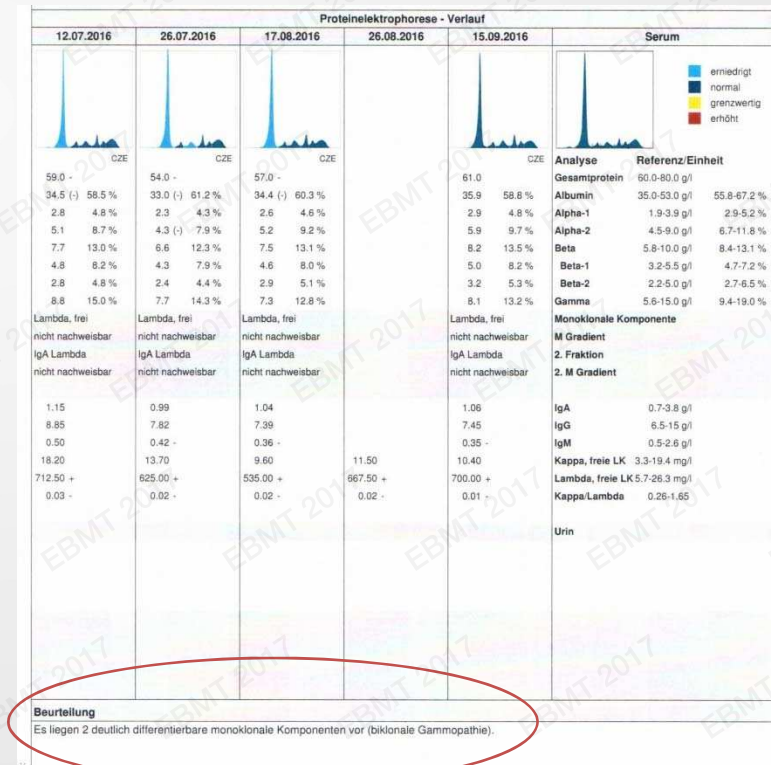 Proteinelektrophorese - Verlauf
12.07.2016 26.07.2016 17.08.2016 26.08.2016 15.09.2016 Serum
erniedrigt
normal
grenzwertig
erhöht
CZE CZE CZE CZE Analyse Referenz/Einheit
59.0 - 54.0 - 57.0 - 61.0 Gesamtprotein 60.0-80.0 g/l
34.5 (-) 58.5 % 33.0 (-) 61.2 % 34.4 (-) 60.3 % 35.9 58.8 % Albumin 35.0-53.0 g/l 55.8-67.2 %
2.8 4.8 % 2.3 4.3 % 2.6 4.6 % 2.9 4.8 % Alpha-1 1.9-3.9 g/l 2.9-5.2 %
5.1 8.7 % 4.3 (-) 7.9 % 5.2 9.2 % 5.9 9.7 % Alpha-2 4.5-9.0 g/l 6.7-11.8 %
7.7 13.0 % 6.6 12.3 % 7.5 13.1 % 8.2 13.5 % Beta 5.8-10.0 g/l 8.4-13.1 %
4.8 8.2 % 4.3 7.9 % 4.6 8.0 % 5.0 8.2 % Beta-1 3.2-5.5 g/l 4.7-7.2 %
2.8 4.8 % 2.4 4.4 % 2.9 5.1 % 3.2 5.3 % Beta-2 2.2-5.0 g/l 2.7-6.5 %
8.8 15.0 % 7.7 14.3 % 7.3 12.8 % 8.1 13.2 % Gamma 5.6-15.0 g/l 9.4-19.0 %
Lambda, frei Lambda, frei Lambda, frei Lambda, frei Monoklonale Komponente
nicht nachweisbar nicht nachweisbar nicht nachweisbar nicht nachweisbar M Gradient
IgA Lambda IgA Lambda IgA Lambda IgA Lambda 2. Fraktion
nicht nachweisbar nicht nachweisbar nicht nachweisbar nicht nachweisbar 2. M Gradient
1.15 0.99 1.04 1.06 IgA 0.7-3.8 g/l
8.85 7.82 7.39 7.45 IgG 6.5-15 g/l
0.50 0.42 - 0.36 - 0.35 - IgM 0.5-2.6 g/l
18.20 13.70 9.60 11.50 10.40 Kappa, freie LK 3.3-19.4 mg/l
712.50 + 625.00 + 535.00 + 667.50 + 700.00 + Lambda, freie LK 5.7-26.3 mg/l
0.03 - 0.02 - 0.02 - 0.02 - 0.01 - Kappa/Lambda 0.26-1.65
Urin
Beurteilung
Es liegen 2 deutlich differentierbare monoklonale Komponenten vor (biklonale Gammopathie).
EBMT 2017